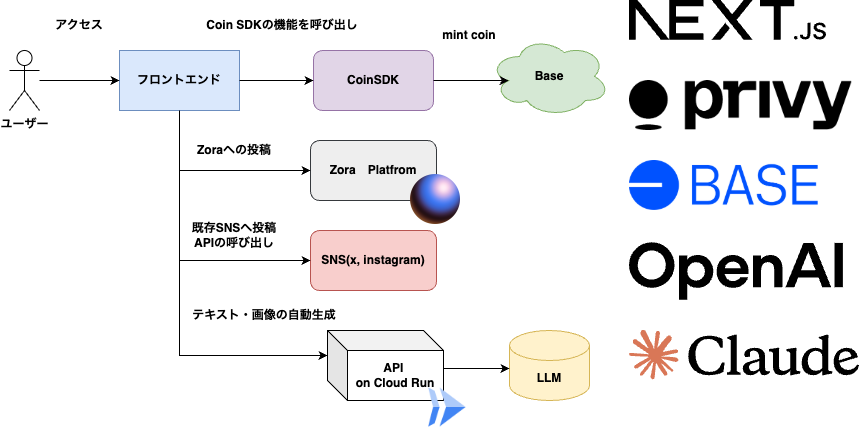 アクセス
Coin SDKの機能を呼び出し
mint coin
ユーザー
フロントエンド
CoinSDK
Base
Zoraへの投稿
Zora Platfrom
既存SNSへ投稿
APIの呼び出し
SNS(x, instagram)
テキスト・画像の自動生成
API
on Cloud Run
LLM
NEXT.JS
privy
BASE
OpenAI
Claude